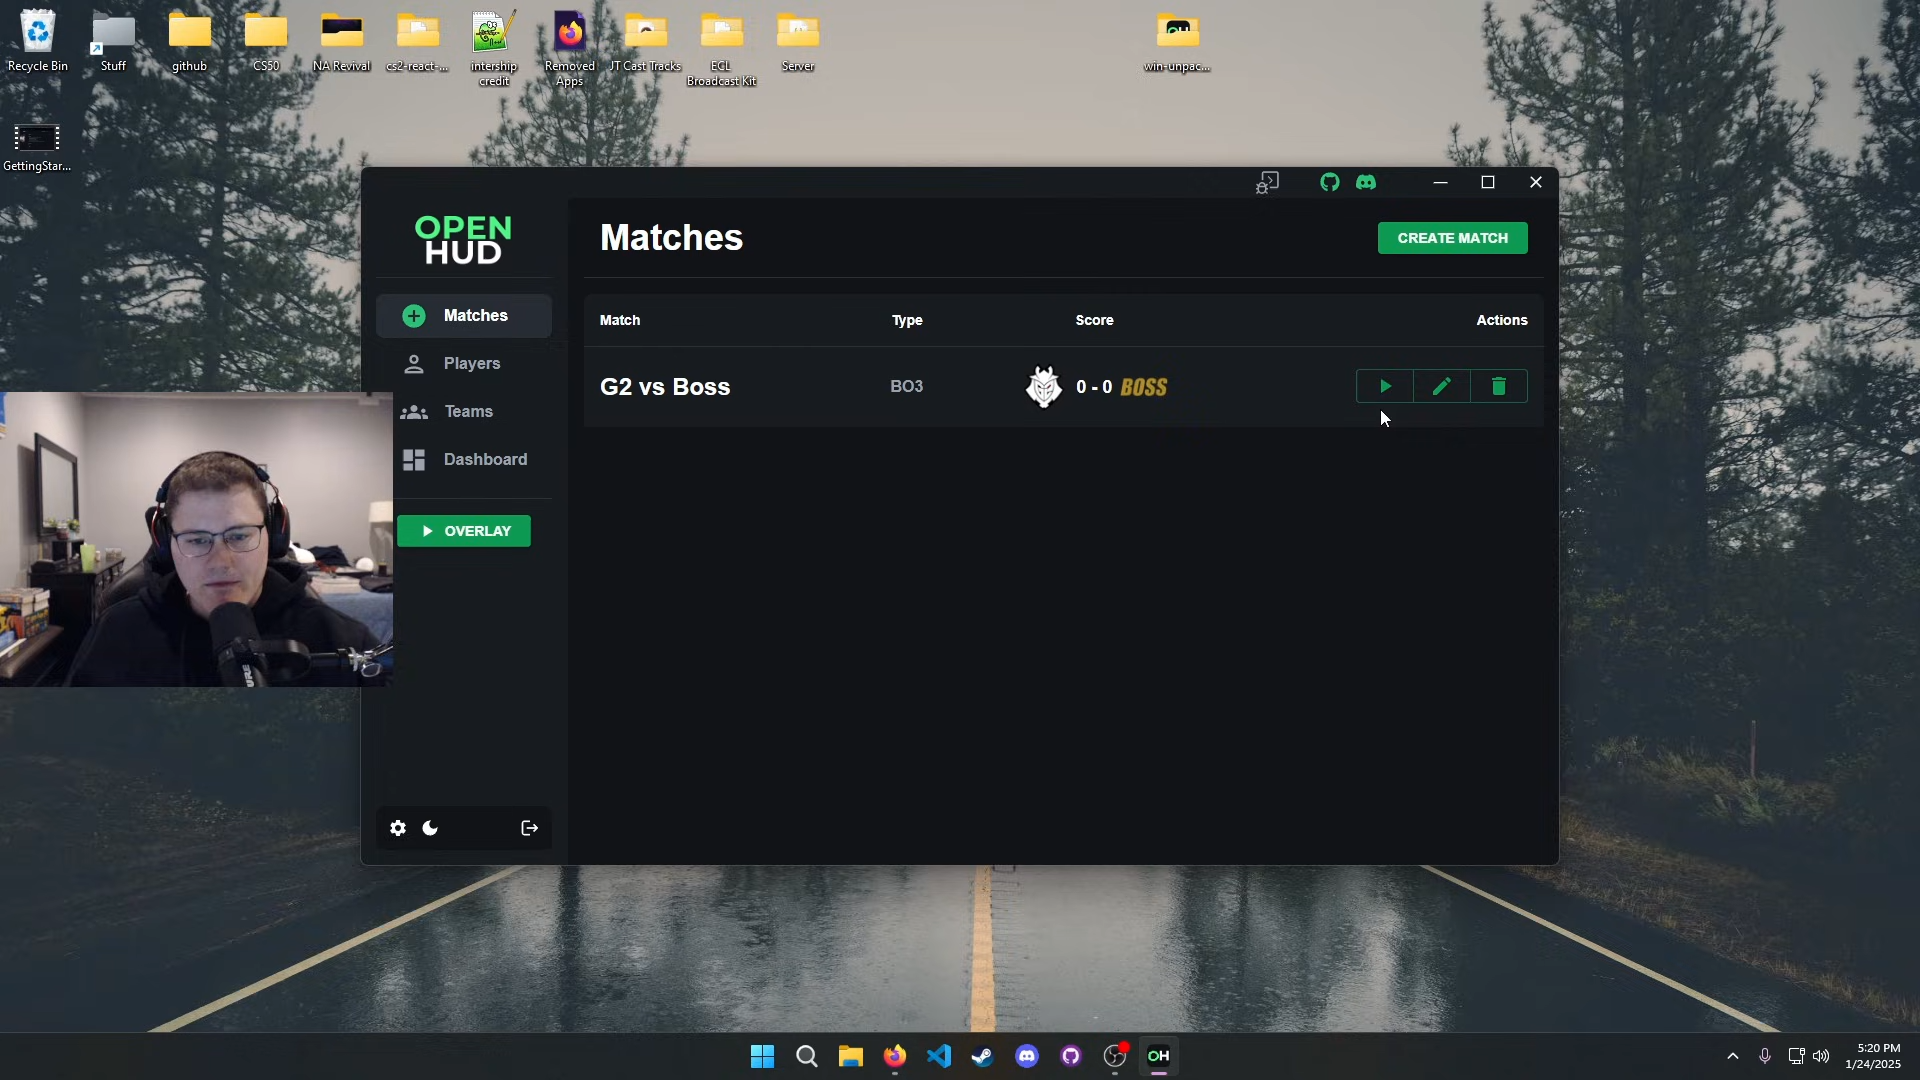 Recycle Bin
Stuff
github
CS50
NA Revival
cs2-react-...
intership
credit
Removed
Apps
JT Cast Tracks
ECL
Broadcast Kit
Server
win-unpac...
GettingStar...
OPEN
HUD
Matches
CREATE MATCH
Matches
Players
Teams
Dashboard
OVERLAY
Match
Type
Score
Actions
G2 vs Boss
BO3
0 - 0
BOSS
OH
5:20 PM
1/24/2025